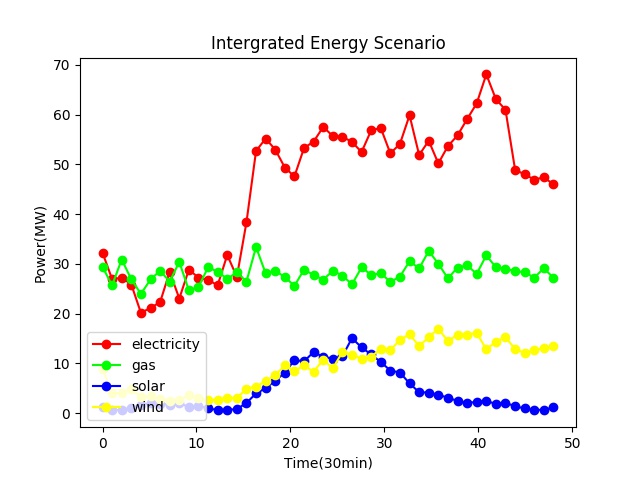 Intergrated Energy Scenario
Power(MW)
70
60
50
40
30
20
10
0
electricity
gas
solar
wind
0 10 20 30 40 50
Time(30min)